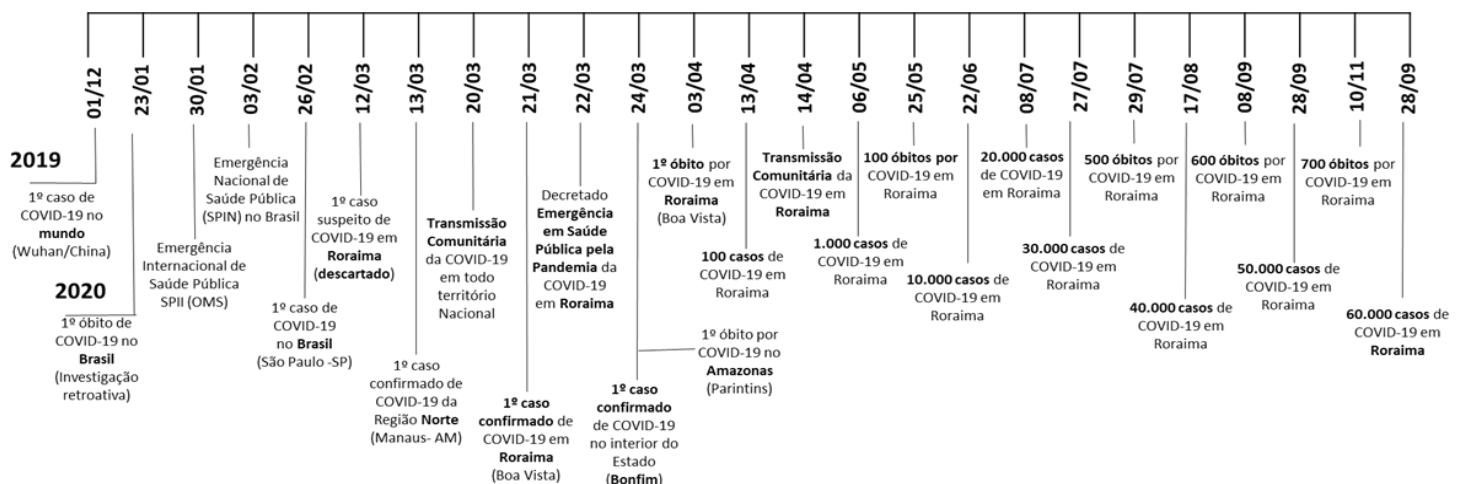 01/12
23/01
30/01
03/02
26/02
12/03
13/03
20/03
21/03
22/03
24/03
03/04
13/04
14/04
06/05
25/05
22/06
08/07
27/07
29/07
17/08
08/09
28/09
10/11
28/09
2019
1º caso de
COVID-19 no
mundo
(Wuhan/China)
2020
1º óbito de
COVID-19 no
Brasil
(Investigação
retroativa)
Emergência
Internacional de
Saúde Pública
SPII (OMS)
Emergência
Nacional de
Saúde Pública
(SPIN) no Brasil
1º caso de
COVID-19
no Brasil
(São Paulo -SP)
1º caso
suspeito de
COVID-19 em
Roraima
(descartado)
1º caso
confirmado de
COVID-19 da
Região Norte
(Manaus- AM)
Transmissão
Comunitária
da COVID-19
em todo
território
Nacional
1º caso
confirmado de
COVID-19 em
Roraima
(Boa Vista)
Decretado
Emergência
em Saúde
Pública pela
Pandemia da
COVID-19
em Roraima
1º caso
confirmado
de COVID-19
no interior do
Estado
(Bonfim)
1º óbito por
COVID-19 no
Amazonas
(Parintins)
1º óbito por
COVID-19 em
Roraima
(Boa Vista)
100 casos de
COVID-19 em
Roraima
Transmissão
Comunitária da
COVID-19 em
Roraima
1.000 casos de
COVID-19 em
Roraima
100 óbitos por
COVID-19 em
Roraima
10.000 casos de
COVID-19 em
Roraima
20.000 casos
de COVID-19
em Roraima
30.000 casos de
COVID-19 em
Roraima
500 óbitos por
COVID-19 em
Roraima
40.000 casos de
COVID-19 em
Roraima
600 óbitos por
COVID-19 em
Roraima
50.000 casos de
COVID-19 em
Roraima
700 óbitos por
COVID-19 em
Roraima
60.000 casos de
COVID-19 em
Roraima